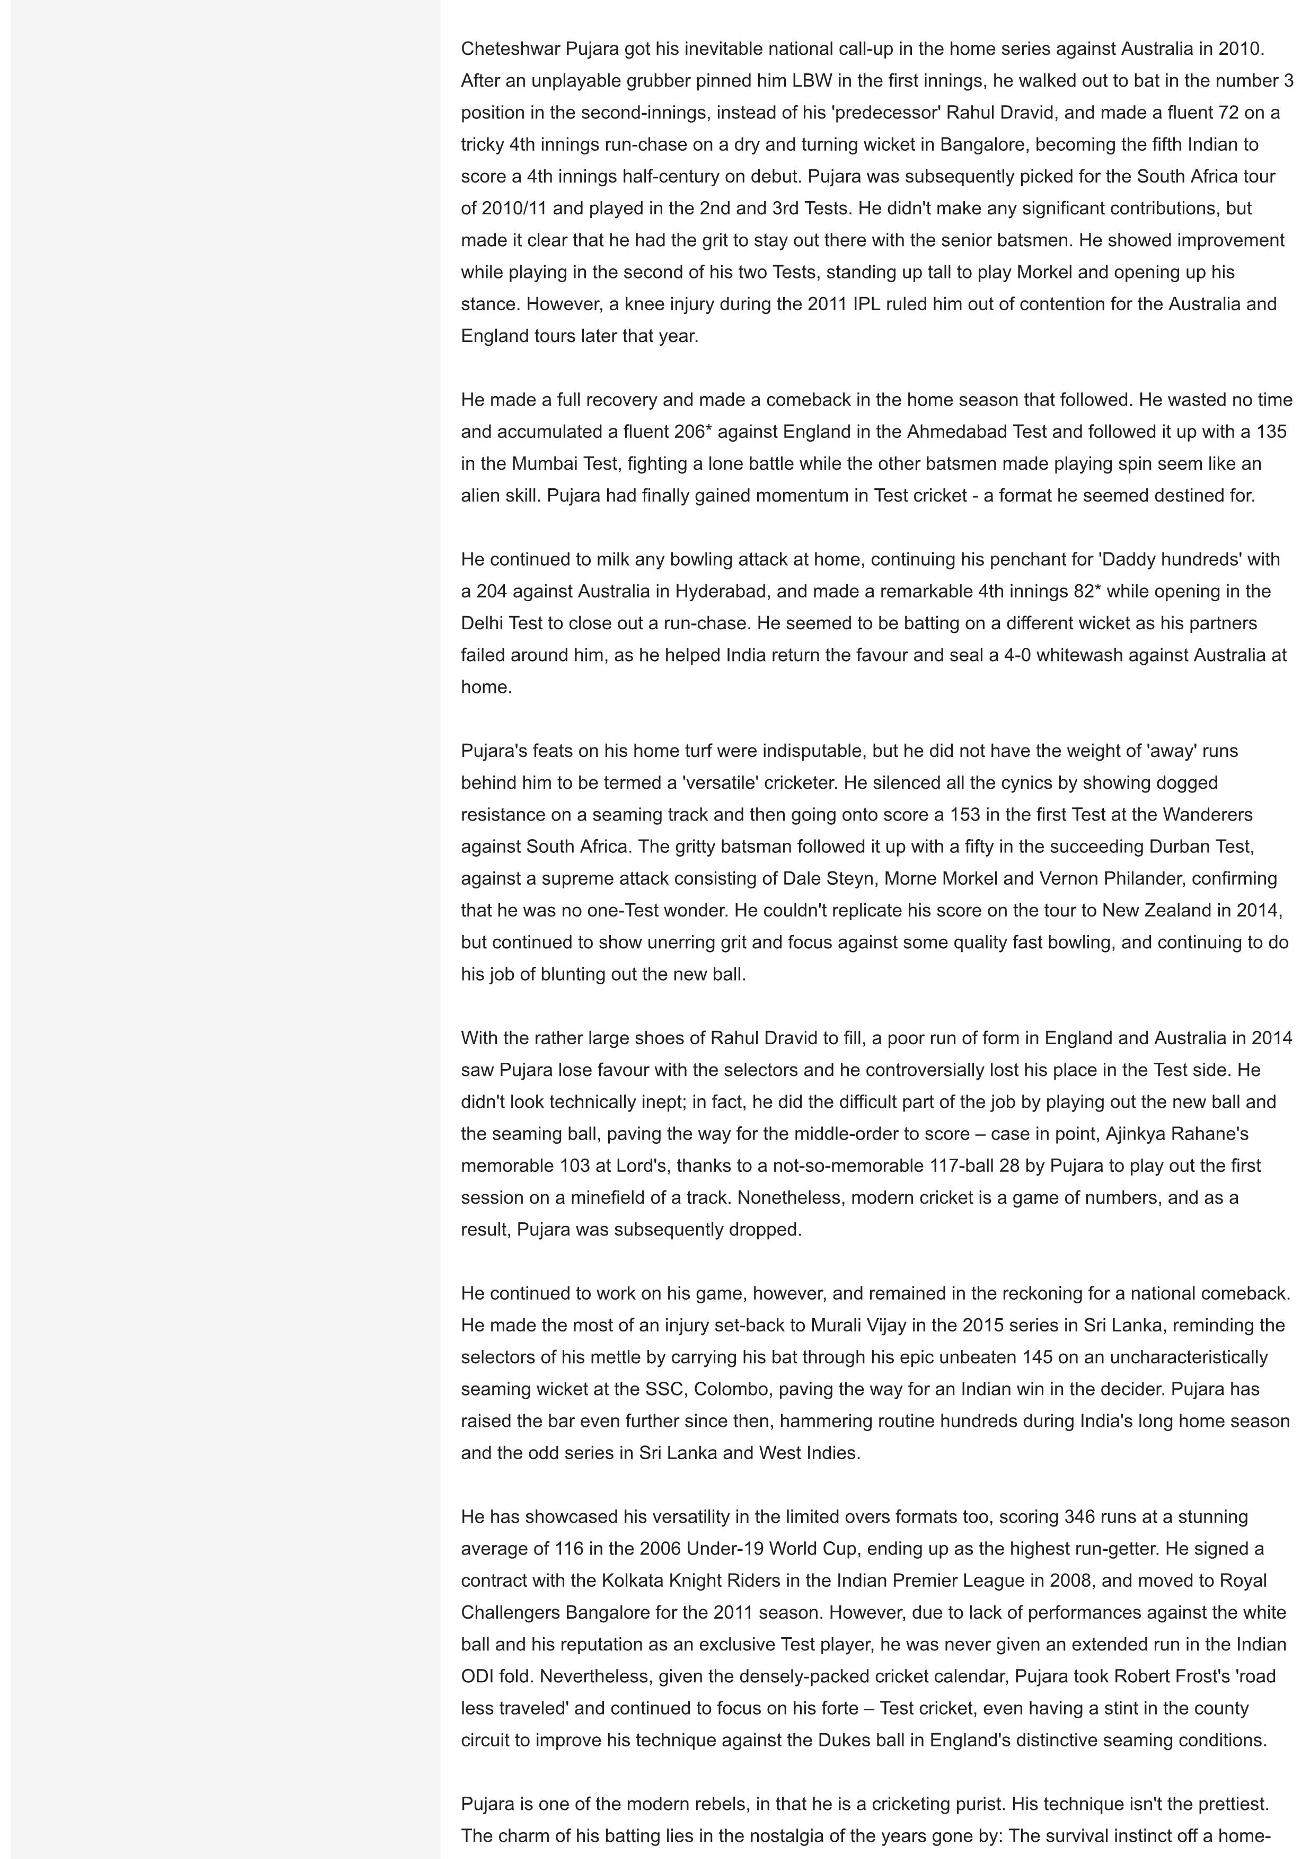 Cheteshwar Pujara got his inevitable national call-up in the home series against Australia in 2010.
After an unplayable grubber pinned him LBW in the first innings, he walked out to bat in the number 3
position in the second-innings, instead of his 'predecessor' Rahul Dravid, and made a fluent 72 on a
tricky 4th innings run-chase on a dry and turning wicket in Bangalore, becoming the fifth Indian to
score a 4th innings half-century on debut. Pujara was subsequently picked for the South Africa tour
of 2010/11 and played in the 2nd and 3rd Tests. He didn't make any significant contributions, but
made it clear that he had the grit to stay out there with the senior batsmen. He showed improvement
while playing in the second of his two Tests, standing up tall to play Morkel and opening up his
stance. However, a knee injury during the 2011 IPL ruled him out of contention for the Australia and
England tours later that year.
He made a full recovery and made a comeback in the home season that followed. He wasted no time
and accumulated a fluent 206* against England in the Ahmedabad Test and followed it up with a 135
in the Mumbai Test, fighting a lone battle while the other batsmen made playing spin seem like an
alien skill. Pujara had finally gained momentum in Test cricket - a format he seemed destined for.
He continued to milk any bowling attack at home, continuing his penchant for 'Daddy hundreds' with
a 204 against Australia in Hyderabad, and made a remarkable 4th innings 82* while opening in the
Delhi Test to close out a run-chase. He seemed to be batting on a different wicket as his partners
failed around him, as he helped India return the favour and seal a 4-0 whitewash against Australia at
home.
Pujara's feats on his home turf were indisputable, but he did not have the weight of 'away' runs
behind him to be termed a 'versatile' cricketer. He silenced all the cynics by showing dogged
resistance on a seaming track and then going onto score a 153 in the first Test at the Wanderers
against South Africa. The gritty batsman followed it up with a fifty in the succeeding Durban Test,
against a supreme attack consisting of Dale Steyn, Morne Morkel and Vernon Philander, confirming
that he was no one-Test wonder. He couldn't replicate his score on the tour to New Zealand in 2014,
but continued to show unerring grit and focus against some quality fast bowling, and continuing to do
his job of blunting out the new ball.
With the rather large shoes of Rahul Dravid to fill, a poor run of form in England and Australia in 2014
saw Pujara lose favour with the selectors and he controversially lost his place in the Test side. He
didn't look technically inept; in fact, he did the difficult part of the job by playing out the new ball and
the seaming ball, paving the way for the middle-order to score – case in point, Ajinkya Rahane's
memorable 103 at Lord's, thanks to a not-so-memorable 117-ball 28 by Pujara to play out the first
session on a minefield of a track. Nonetheless, modern cricket is a game of numbers, and as a
result, Pujara was subsequently dropped.
He continued to work on his game, however, and remained in the reckoning for a national comeback.
He made the most of an injury set-back to Murali Vijay in the 2015 series in Sri Lanka, reminding the
selectors of his mettle by carrying his bat through his epic unbeaten 145 on an uncharacteristically
seaming wicket at the SSC, Colombo, paving the way for an Indian win in the decider. Pujara has
raised the bar even further since then, hammering routine hundreds during India's long home season
and the odd series in Sri Lanka and West Indies.
He has showcased his versatility in the limited overs formats too, scoring 346 runs at a stunning
average of 116 in the 2006 Under-19 World Cup, ending up as the highest run-getter. He signed a
contract with the Kolkata Knight Riders in the Indian Premier League in 2008, and moved to Royal
Challengers Bangalore for the 2011 season. However, due to lack of performances against the white
ball and his reputation as an exclusive Test player, he was never given an extended run in the Indian
ODI fold. Nevertheless, given the densely-packed cricket calendar, Pujara took Robert Frost's 'road
less traveled' and continued to focus on his forte – Test cricket, even having a stint in the county
circuit to improve his technique against the Dukes ball in England's distinctive seaming conditions.
Pujara is one of the modern rebels, in that he is a cricketing purist. His technique isn't the prettiest.
The charm of his batting lies in the nostalgia of the years gone by: The survival instinct off a home-